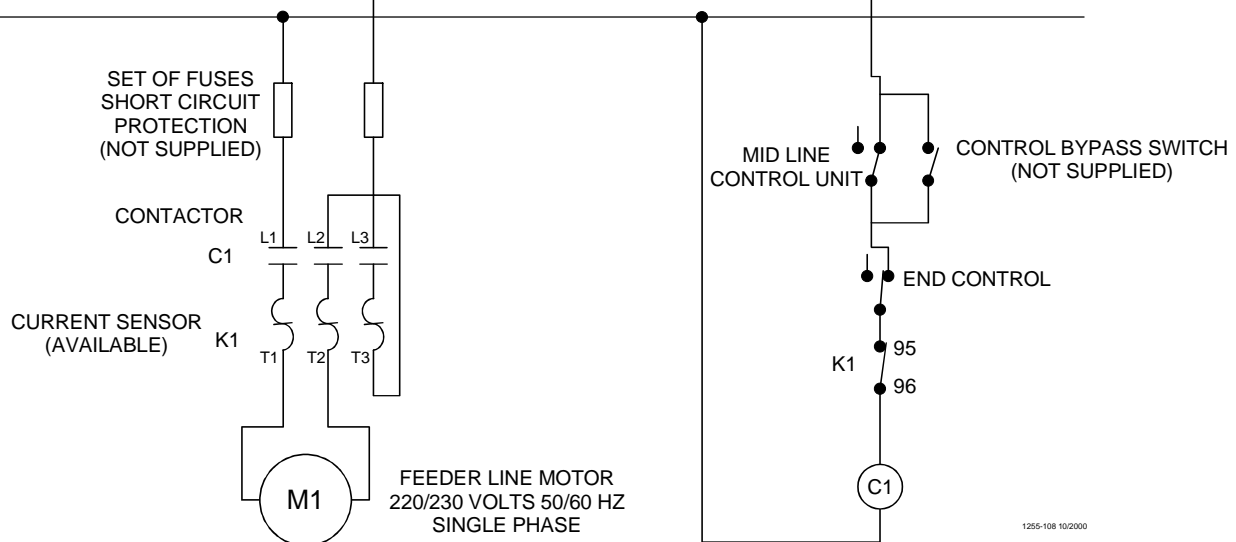 SET OF FUSES
SHORT CIRCUIT
PROTECTION
(NOT SUPPLIED)
CONTACTOR
C1
L1
L2
L3
CURRENT SENSOR
(AVAILABLE)
K1
T1
T2
T3
M1
FEEDER LINE MOTOR
220/230 VOLTS 50/60 HZ
SINGLE PHASE
MID LINE
CONTROL UNIT
CONTROL BYPASS SWITCH
(NOT SUPPLIED)
END CONTROL
K1
95
96
C1
1255-108 10/2000